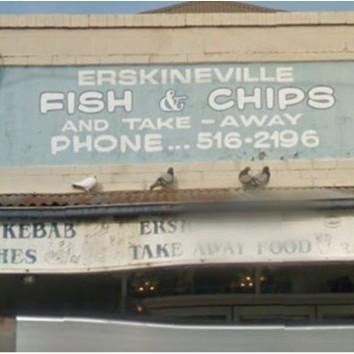 ERSKINEVILLE
FISH & CHIPS
AND TAKE - AWAY
PHONE... 516-2196
KEBAB
HES TAKE AWAY FOOD